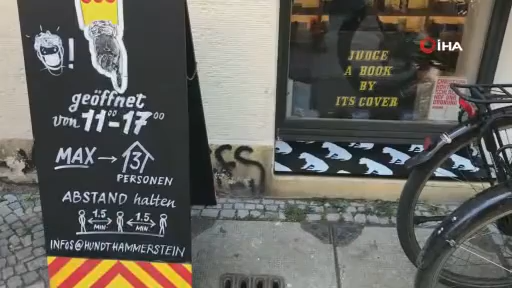 geöffnet
von 11⁰⁰-17⁰⁰
MAX → 13
PERSONEN
ABSTAND halten
1.5 1.5
MIN. MIN.
INFOS@HUNDTHAMMERSTEIN
JUDGE
A BOOK
BY
ITS COVER
iHA